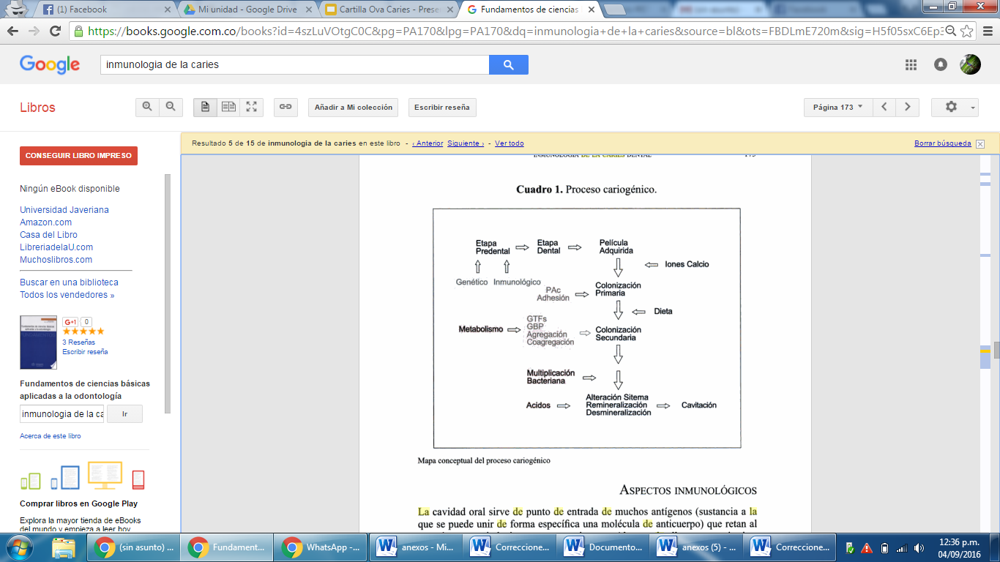 (1) Facebook
Mi unidad - Google Drive
Cartilla Ova Caries - Prese
Fundamentos de ciencias
https://books.google.com.co/books?id=4szLuVOtgC0C&pg=PA170&lpg=PA170&dq=inmunologia+de+la+caries&source=bl&ots=FBDLmE720m&sig=H5f05sxC6Ep3
Google
inmunologia de la caries
Libros
Añadir a Mi colección
Escribir reseña
Página 173
Resultado 5 de 15 de inmunologia de la caries en este libro - ‹ Anterior Siguiente › - Ver todo
Borrar búsqueda
CONSEGUIR LIBRO IMPRESO
Ningún eBook disponible
Universidad Javeriana
Amazon.com
Casa del Libro
LibreriadelaU.com
Muchoslibros.com
Buscar en una biblioteca
Todos los vendedores »
G+1 0
3 Reseñas
Escribir reseña
Fundamentos de ciencias básicas
aplicadas a la odontología
inmunologia de la ca
Ir
Acerca de este libro
Comprar libros en Google Play
Explora la mayor tienda de eBooks
del mundo y empieza a leer hoy
INMUNOLOGÍA DE LA CARIES DENTAL 173
Cuadro 1. Proceso cariogénico.
Etapa
Predental
Etapa
Dental
Película
Adquirida
Iones Calcio
Genético
Inmunológico
PAc
Adhesión
Colonización
Primaria
Dieta
Metabolismo
GTFs
GBP
Agregación
Coagregación
Colonización
Secundaria
Multiplicación
Bacteriana
Acidos
Alteración Sitema
Remineralización
Desmineralización
Cavitación
Mapa conceptual del proceso cariogénico
ASPECTOS INMUNOLÓGICOS
La cavidad oral sirve de punto de entrada de muchos antígenos (sustancia a la
que se puede unir de forma específica una molécula de anticuerpo) que retan al
(sin asunto) ...
Fundament...
WhatsApp -...
anexos - Mi...
Correccione...
Documento...
anexos (5) - ...
Correccione...
12:36 p.m.
04/09/2016